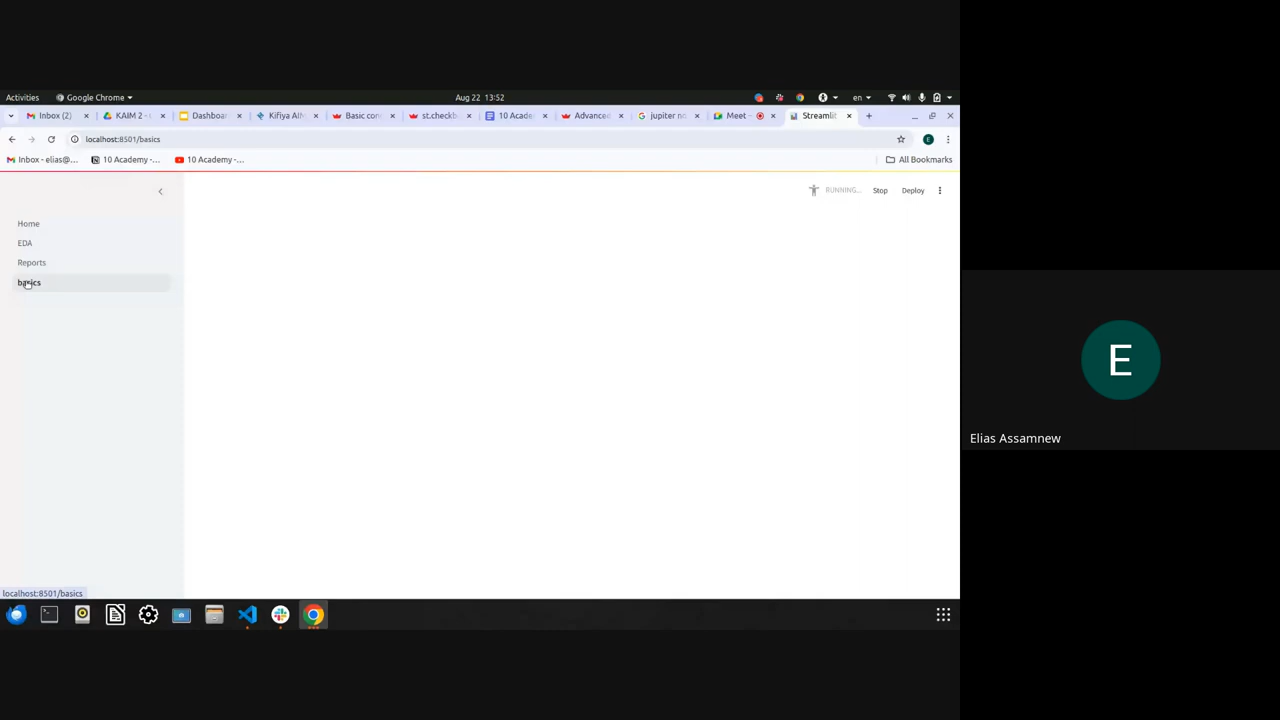 Activities
Google Chrome
Aug 22 13:52
en
Inbox (2)
KAIM 2 -
Dashboar
Kifiya AIM
Basic con
st.checkb
10 Acade
Advanced
jupiter no
Meet -
Streamlit
localhost:8501/basics
Inbox - elias@...
10 Academy -...
10 Academy -...
All Bookmarks
RUNNING...
Stop
Deploy
Home
EDA
Reports
basics
localhost:8501/basics
E
Elias Assamnew